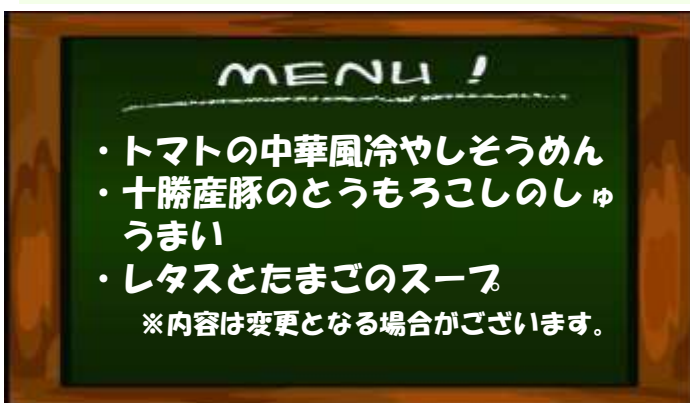 MENU !
・トマトの中華風冷やしそうめん
・十勝産豚のとうもろこしのしゅ
うまい
・レタスとたまごのスープ
※内容は変更となる場合がございます。